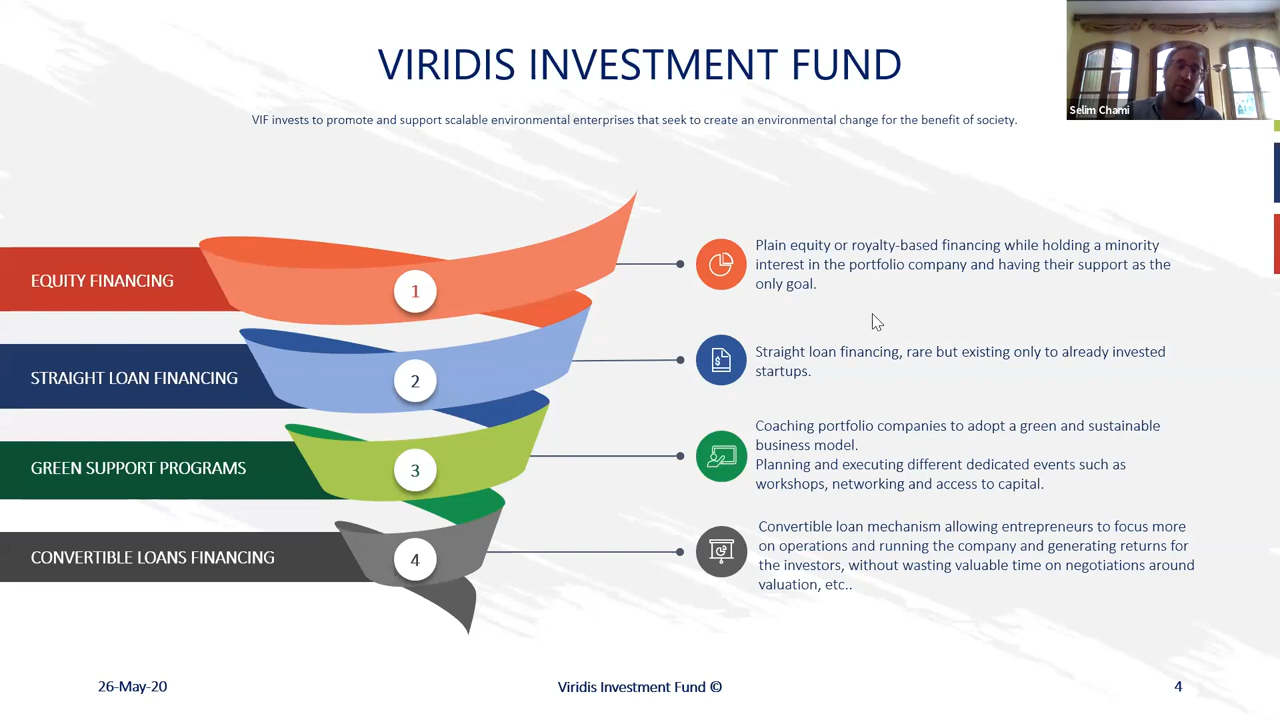 VIRIDIS INVESTMENT FUND
Selim Chami
VIF invests to promote and support scalable environmental enterprises that seek to create an environmental change for the benefit of society.
EQUITY FINANCING
1
Plain equity or royalty-based financing while holding a minority
interest in the portfolio company and having their support as the
only goal.
STRAIGHT LOAN FINANCING
2
Straight loan financing, rare but existing only to already invested
startups.
GREEN SUPPORT PROGRAMS
3
Coaching portfolio companies to adopt a green and sustainable
business model.
Planning and executing different dedicated events such as
workshops, networking and access to capital.
CONVERTIBLE LOANS FINANCING
4
Convertible loan mechanism allowing entrepreneurs to focus more
on operations and running the company and generating returns for
the investors, without wasting valuable time on negotiations around
valuation, etc..
26-May-20
Viridis Investment Fund ©
4